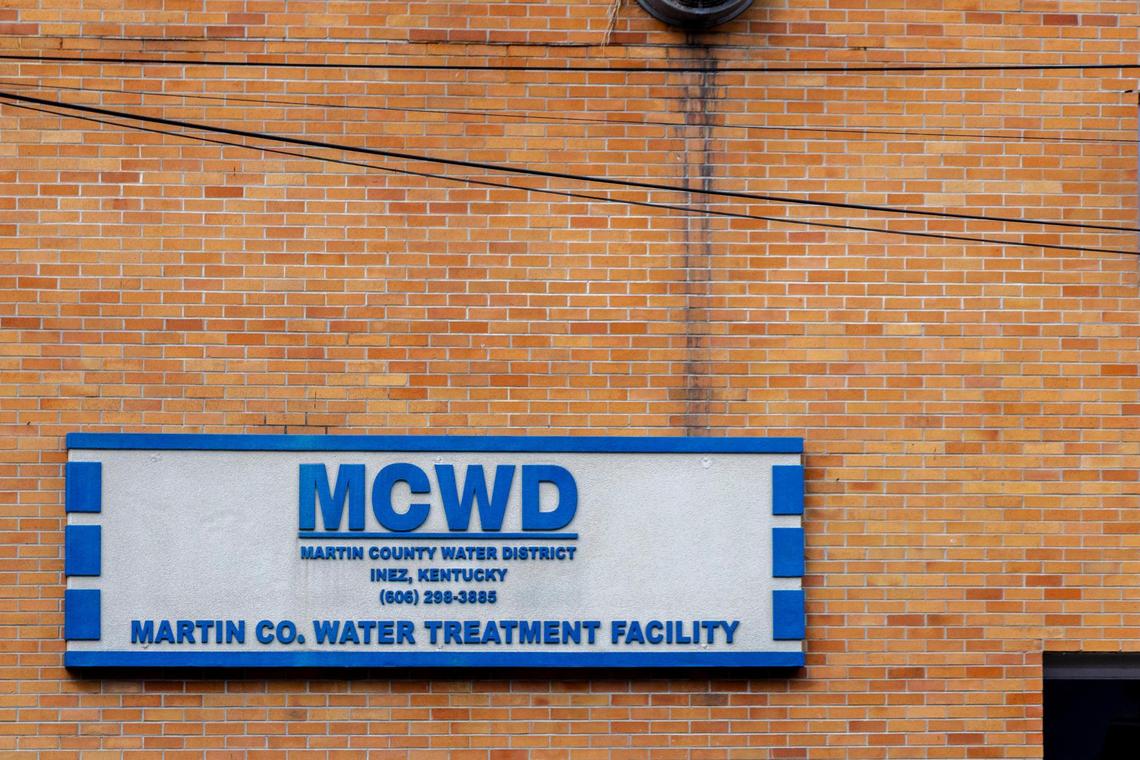 MCWD
MARTIN COUNTY WATER DISTRICT
INEZ, KENTUCKY
(606) 298-3885
MARTIN CO. WATER TREATMENT FACILITY